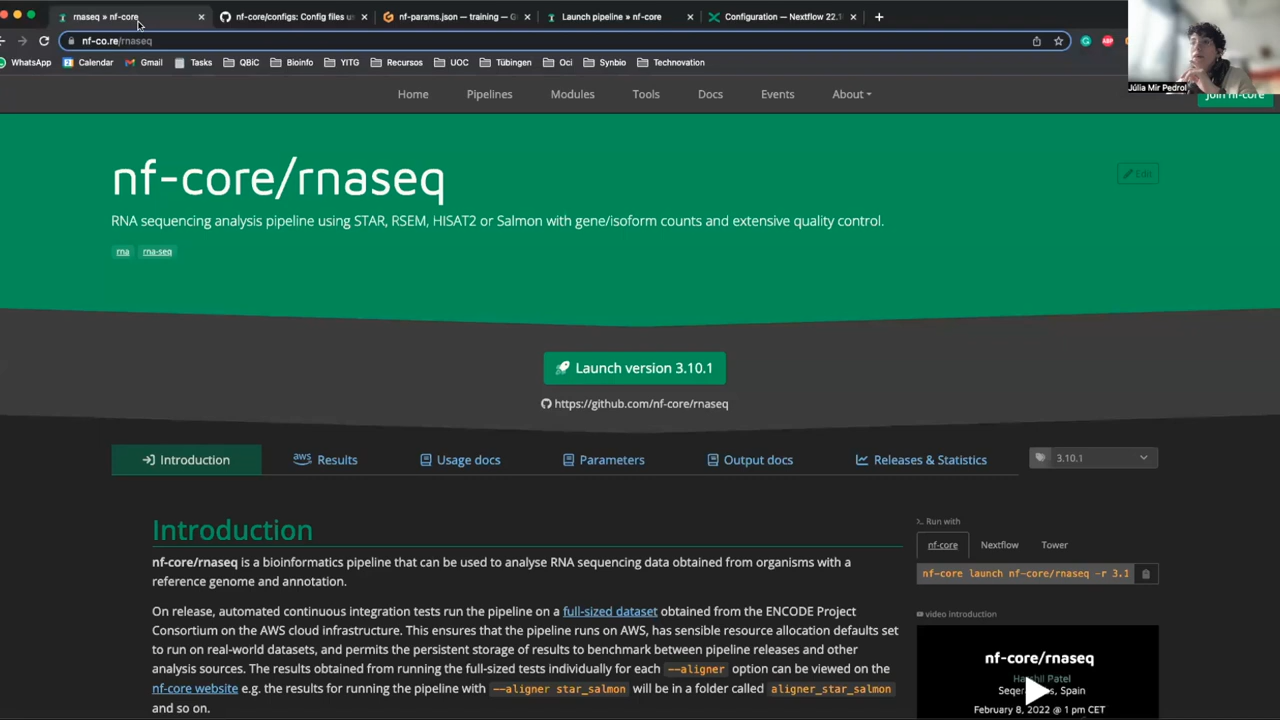 rnaseq » nf-core
nf-core/configs: Config files us
nf-params.json — training – G
Launch pipeline » nf-core
Configuration — Nextflow 22.1
nf-co.re/rnaseq
WhatsApp
Calendar
Gmail
Tasks
QBiC
Bioinfo
YITG
Recursos
UOC
Tübingen
Oci
Synbio
Technovation
Júlia Mir Pedrol
Home
Pipelines
Modules
Tools
Docs
Events
About
Join nf-core
nf-core/rnaseq
Edit
RNA sequencing analysis pipeline using STAR, RSEM, HISAT2 or Salmon with gene/isoform counts and extensive quality control.
rna
rna-seq
Launch version 3.10.1
https://github.com/nf-core/rnaseq
Introduction
aws Results
Usage docs
Parameters
Output docs
Releases & Statistics
3.10.1
Introduction
nf-core/rnaseq is a bioinformatics pipeline that can be used to analyse RNA sequencing data obtained from organisms with a
reference genome and annotation.
On release, automated continuous integration tests run the pipeline on a full-sized dataset obtained from the ENCODE Project
Consortium on the AWS cloud infrastructure. This ensures that the pipeline runs on AWS, has sensible resource allocation defaults set
to run on real-world datasets, and permits the persistent storage of results to benchmark between pipeline releases and other
analysis sources. The results obtained from running the full-sized tests individually for each --aligner option can be viewed on the
nf-core website e.g. the results for running the pipeline with --aligner star_salmon will be in a folder called aligner_star_salmon
and so on.
Run with
nf-core
Nextflow
Tower
nf-core launch nf-core/rnaseq -r 3.1
video introduction
nf-core/rnaseq
Harshil Patel
Spain
February 8, 2022 @ 1 pm CET